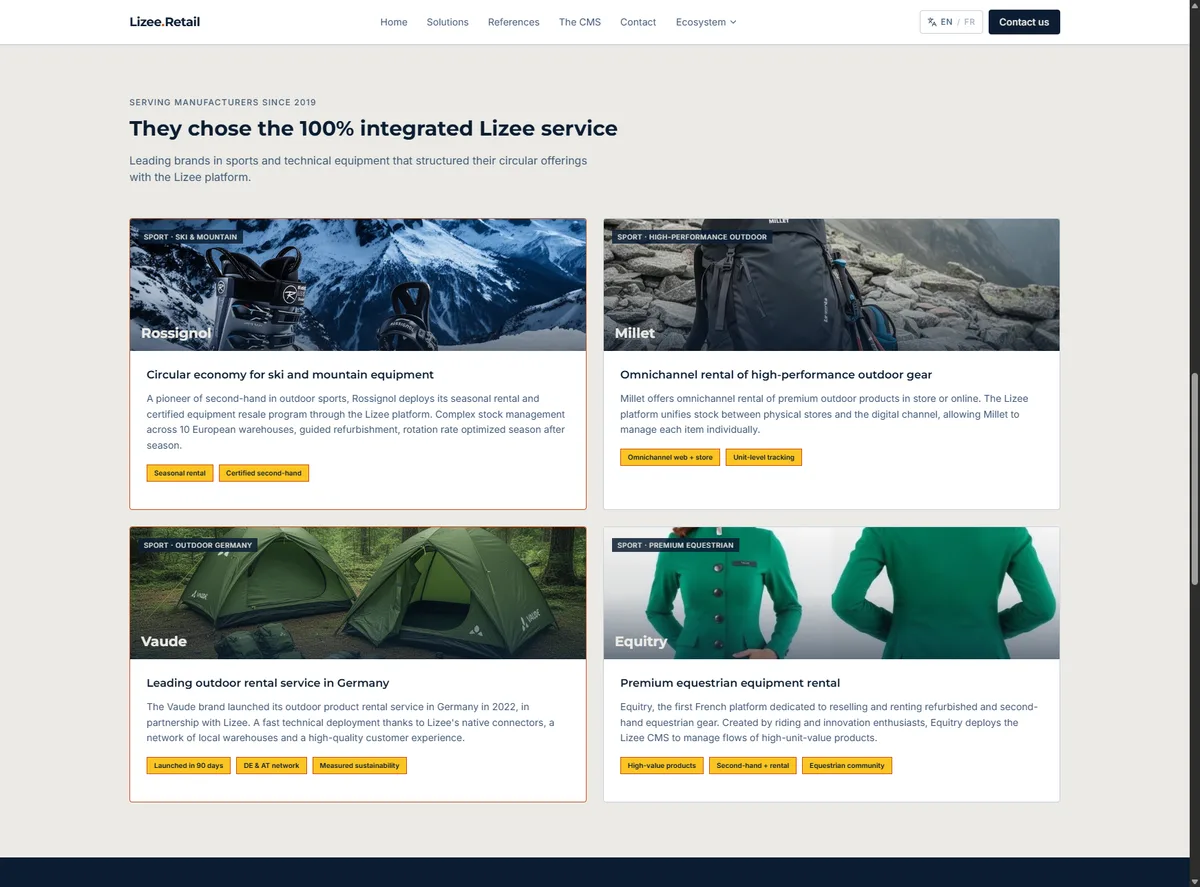 Lizee.Retail
Home
Solutions
References
The CMS
Contact
Ecosystem
EN / FR
Contact us
SERVING MANUFACTURERS SINCE 2019
They chose the 100% integrated Lizee service
Leading brands in sports and technical equipment that structured their circular offerings
with the Lizee platform.
SPORT · SKI & MOUNTAIN
ROSSIGNOL
Rossignol
Circular economy for ski and mountain equipment
A pioneer of second-hand in outdoor sports, Rossignol deploys its seasonal rental and
certified equipment resale program through the Lizee platform. Complex stock management
across 10 European warehouses, guided refurbishment, rotation rate optimized season after
season.
Seasonal rental
Certified second-hand
MILLET
SPORT · HIGH-PERFORMANCE OUTDOOR
Millet
Omnichannel rental of high-performance outdoor gear
Millet offers omnichannel rental of premium outdoor products in store or online. The Lizee
platform unifies stock between physical stores and the digital channel, allowing Millet to
manage each item individually.
Omnichannel web + store
Unit-level tracking
SPORT · OUTDOOR GERMANY
VAUDE
VAUDE
Vaude
Leading outdoor rental service in Germany
The Vaude brand launched its outdoor product rental service in Germany in 2022, in
partnership with Lizee. A fast technical deployment thanks to Lizee's native connectors, a
network of local warehouses and a high-quality customer experience.
Launched in 90 days
DE & AT network
Measured sustainability
SPORT · PREMIUM EQUESTRIAN
Equitry
Premium equestrian equipment rental
Equitry, the first French platform dedicated to reselling and renting refurbished and second-
hand equestrian gear. Created by riding and innovation enthusiasts, Equitry deploys the
Lizee CMS to manage flows of high-unit-value products.
High-value products
Second-hand + rental
Equestrian community